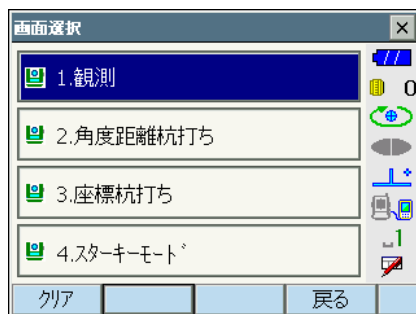 画面選択
1.観測
0
2.角度距離杭打ち
3.座標杭打ち
1
4.ｽﾀｰｷｰﾓｰﾄﾞ
クリア
戻る